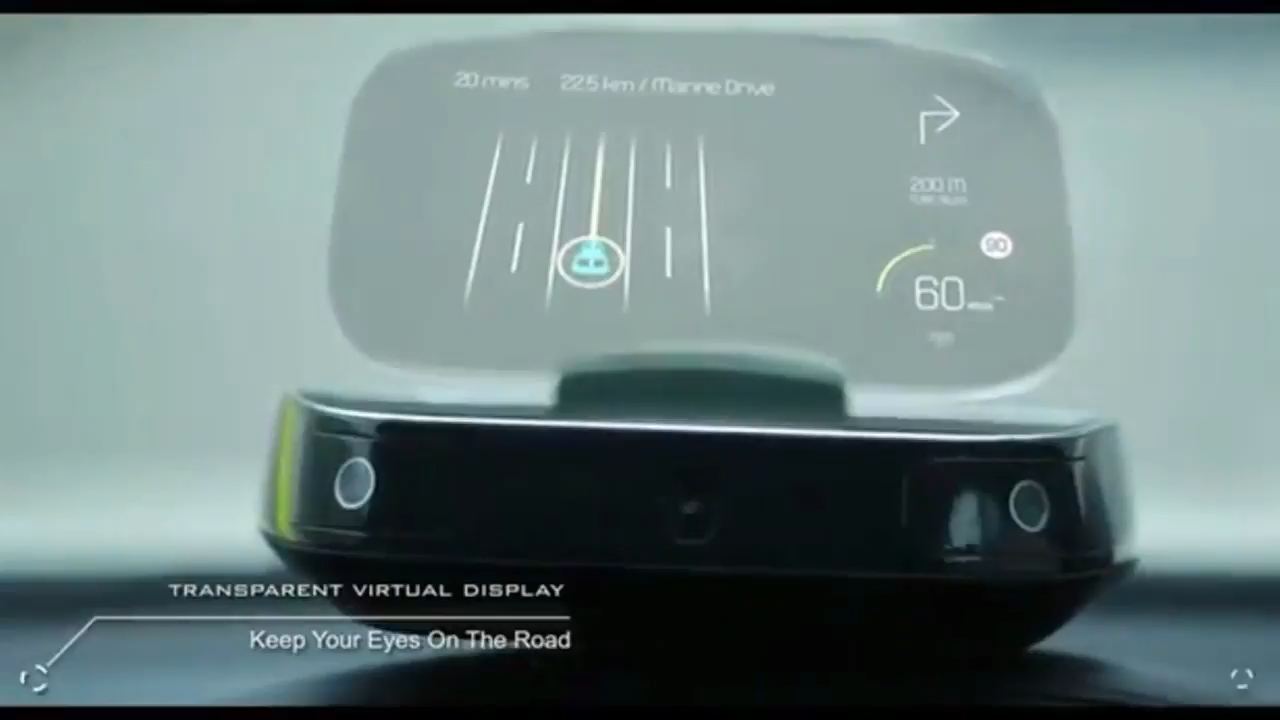 20 mins 22.5 km / Marine Drive
200 m
90
60
TRANSPARENT VIRTUAL DISPLAY
Keep Your Eyes On The Road